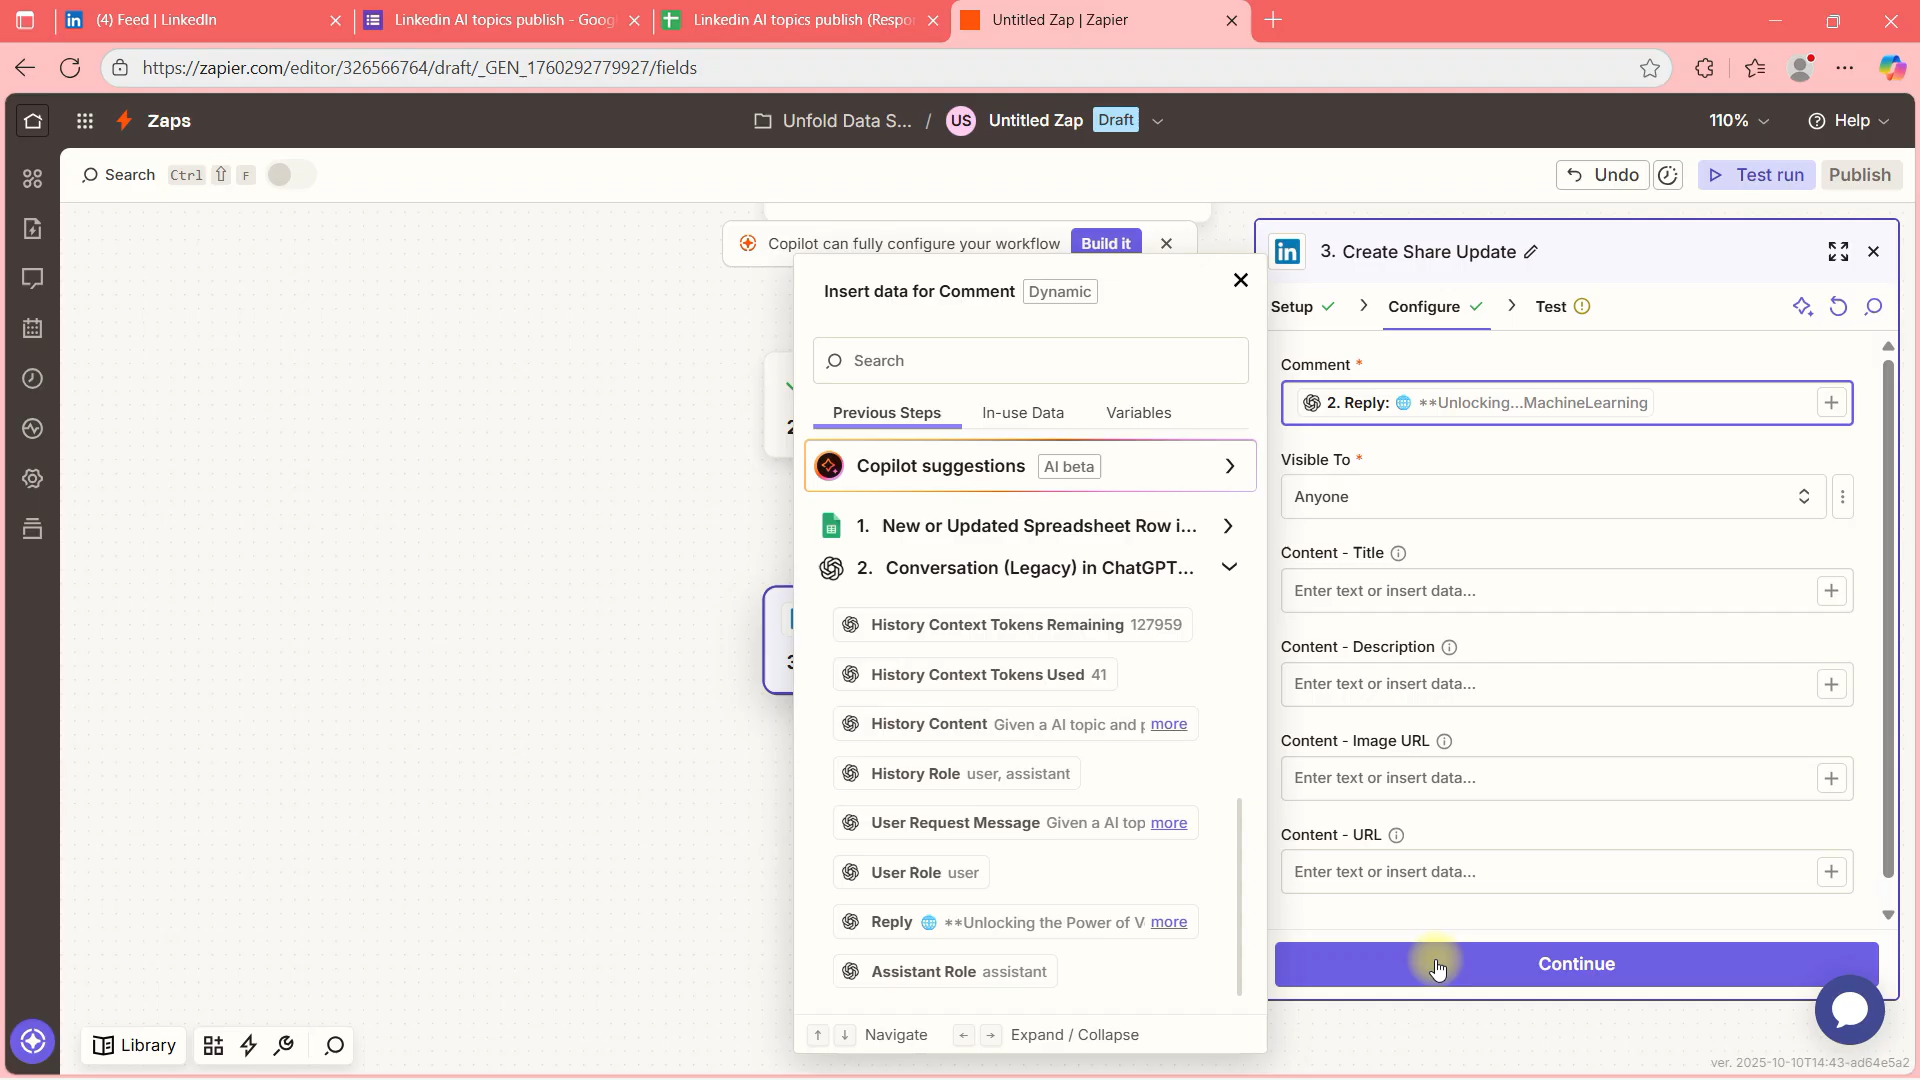 (4) Feed | LinkedIn
Linkedin AI topics publish - Goog
Linkedin AI topics publish (Respo
Untitled Zap | Zapier
https://zapier.com/editor/326566764/draft/_GEN_1760292779927/fields
Zaps
Unfold Data S... / US Untitled Zap Draft
110%
Help
Search Ctrl F
Undo
Test run
Publish
Copilot can fully configure your workflow Build it
Insert data for Comment Dynamic
Search
Previous Steps In-use Data Variables
Copilot suggestions AI beta
1. New or Updated Spreadsheet Row i...
2. Conversation (Legacy) in ChatGPT...
History Context Tokens Remaining 127959
History Context Tokens Used 41
History Content Given a AI topic and p more
History Role user, assistant
User Request Message Given a AI top more
User Role user
Reply 🌐 **Unlocking the Power of V more
Assistant Role assistant
Navigate Expand / Collapse
2
3
in 3. Create Share Update
Setup Configure Test
Comment *
2. Reply: 🌐 **Unlocking...MachineLearning
Visible To *
Anyone
Content - Title
Enter text or insert data...
Content - Description
Enter text or insert data...
Content - Image URL
Enter text or insert data...
Content - URL
Enter text or insert data...
Continue
Library
ver. 2025-10-10T14:43-ad64e5a2